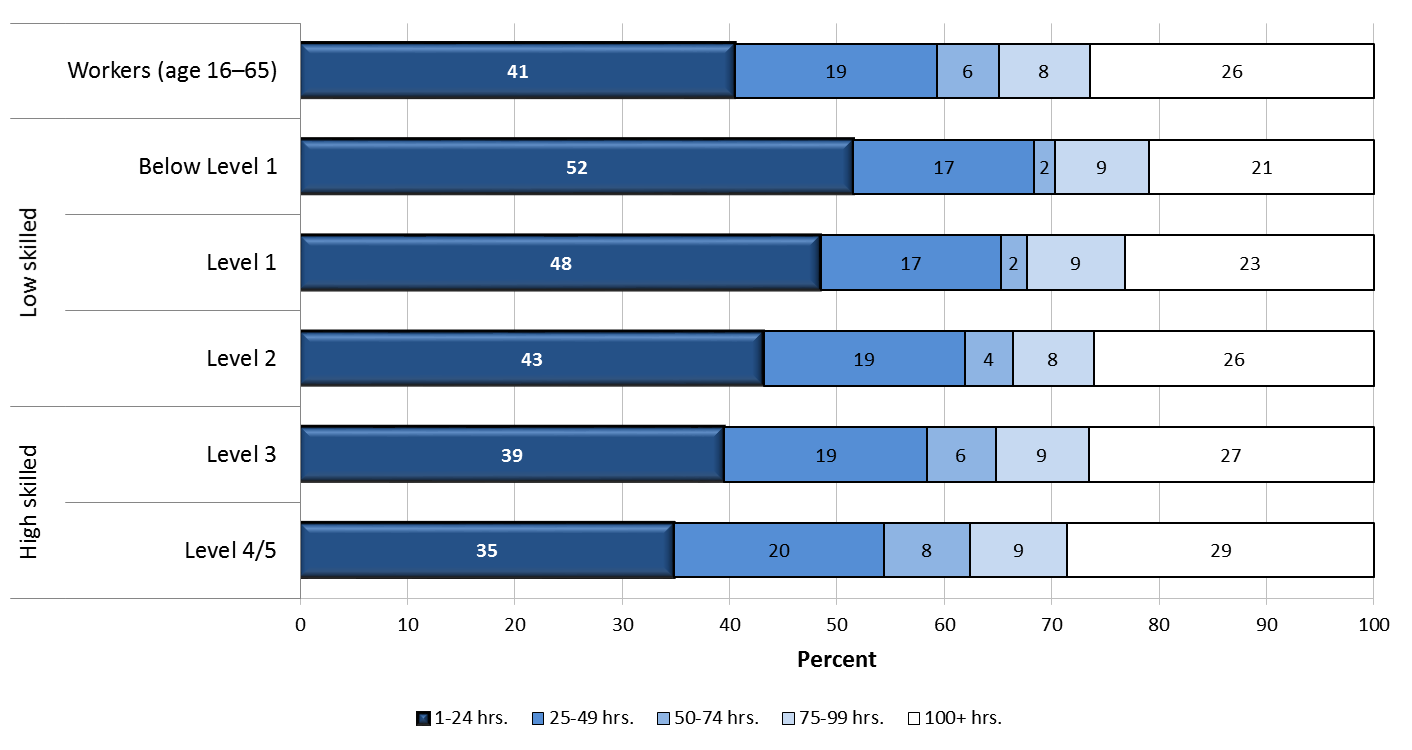 Workers (age 16–65) 41 19 6 8 26
Low skilled
Below Level 1 52 17 2 9 21
Level 1 48 17 2 9 23
Level 2 43 19 4 8 26
High skilled
Level 3 39 19 6 9 27
Level 4/5 35 20 8 9 29
0 10 20 30 40 50 60 70 80 90 100
Percent
1-24 hrs. 25-49 hrs. 50-74 hrs. 75-99 hrs. 100+ hrs.